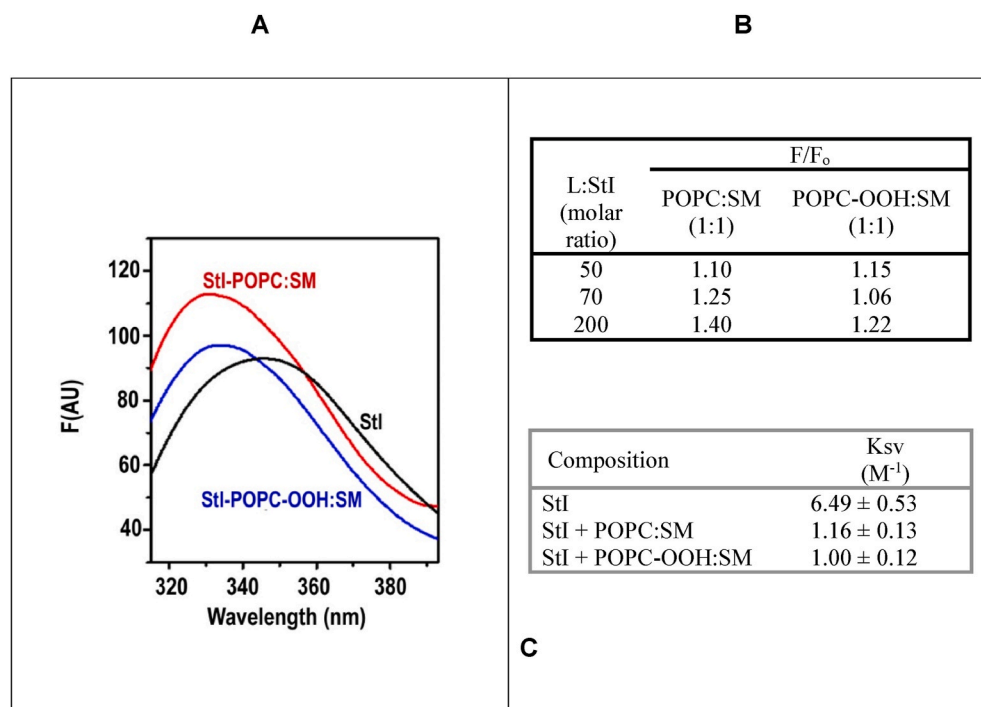 A
B
120
100
80
60
40
F(AU)
StI-POPC:SM
StI
StI-POPC-OOH:SM
320 340 360 380
Wavelength (nm)
F/Fₒ
L:StI
(molar
ratio)
POPC:SM
(1:1)
POPC-OOH:SM
(1:1)
50 1.10 1.15
70 1.25 1.06
200 1.40 1.22
Composition
Ksv
(M⁻¹)
StI 6.49 ± 0.53
StI + POPC:SM 1.16 ± 0.13
StI + POPC-OOH:SM 1.00 ± 0.12
C